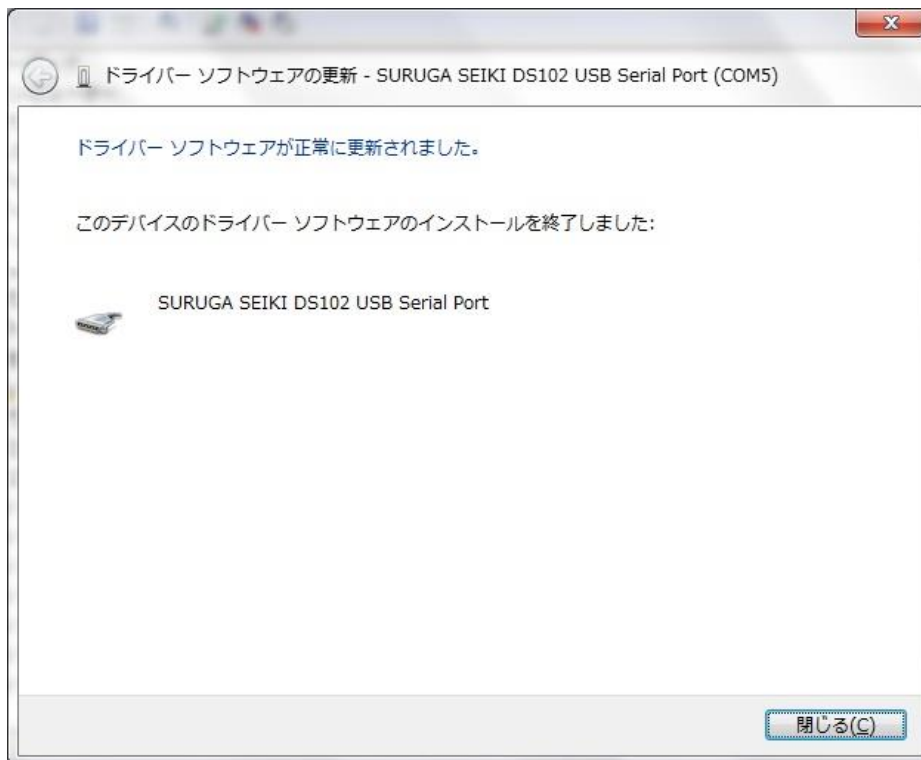 ドライバー ソフトウェアの更新 - SURUGA SEIKI DS102 USB Serial Port (COM5)
ドライバー ソフトウェアが正常に更新されました。
このデバイスのドライバー ソフトウェアのインストールを終了しました:
SURUGA SEIKI DS102 USB Serial Port
閉じる(C)